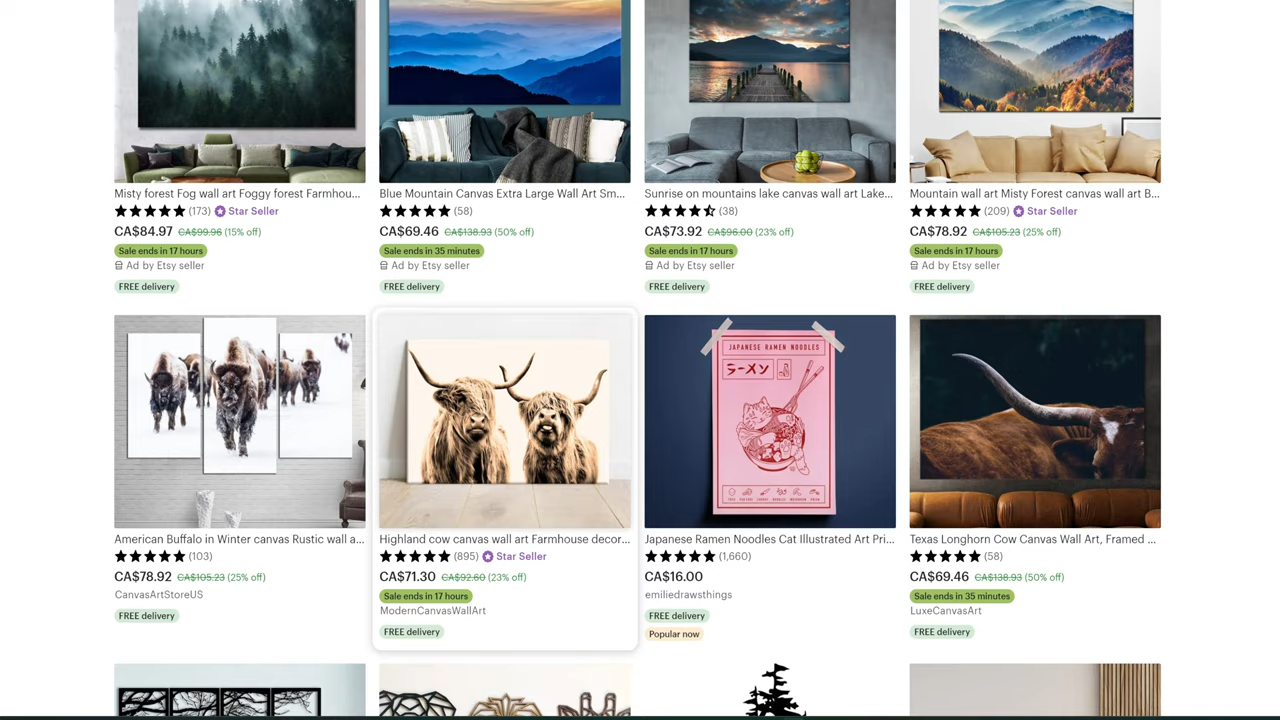 Misty forest Fog wall art Foggy forest Farmhou...
(173) Star Seller
CA$84.97 CA$99.96 (15% off)
Sale ends in 17 hours
Ad by Etsy seller
FREE delivery
Blue Mountain Canvas Extra Large Wall Art Sm...
(58)
CA$69.46 CA$138.93 (50% off)
Sale ends in 35 minutes
Ad by Etsy seller
FREE delivery
Sunrise on mountains lake canvas wall art Lake...
(38)
CA$73.92 CA$96.00 (23% off)
Sale ends in 17 hours
Ad by Etsy seller
FREE delivery
Mountain wall art Misty Forest canvas wall art B...
(209) Star Seller
CA$78.92 CA$105.23 (25% off)
Sale ends in 17 hours
Ad by Etsy seller
FREE delivery
American Buffalo in Winter canvas Rustic wall a...
(103)
CA$78.92 CA$105.23 (25% off)
CanvasArtStoreUS
FREE delivery
Highland cow canvas wall art Farmhouse decor...
(895) Star Seller
CA$71.30 CA$92.60 (23% off)
Sale ends in 17 hours
ModernCanvasWallArt
FREE delivery
JAPANESE RAMEN NOODLES
ラーメン
Japanese Ramen Noodles Cat Illustrated Art Pri...
(1,660)
CA$16.00
emiliedrawsthings
FREE delivery
Popular now
Texas Longhorn Cow Canvas Wall Art, Framed ...
(58)
CA$69.46 CA$138.93 (50% off)
Sale ends in 35 minutes
LuxeCanvasArt
FREE delivery